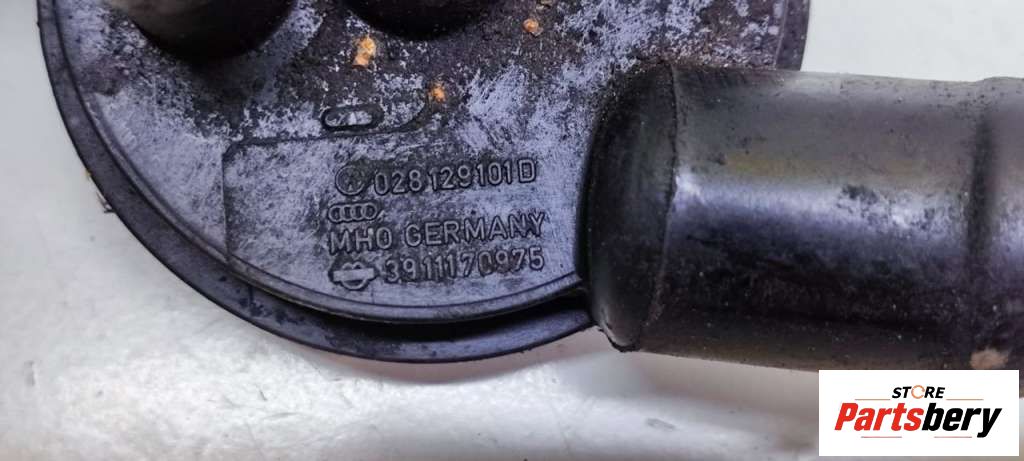 028129101D
MHO GERMANY
3911170975
STORE
Partsbery